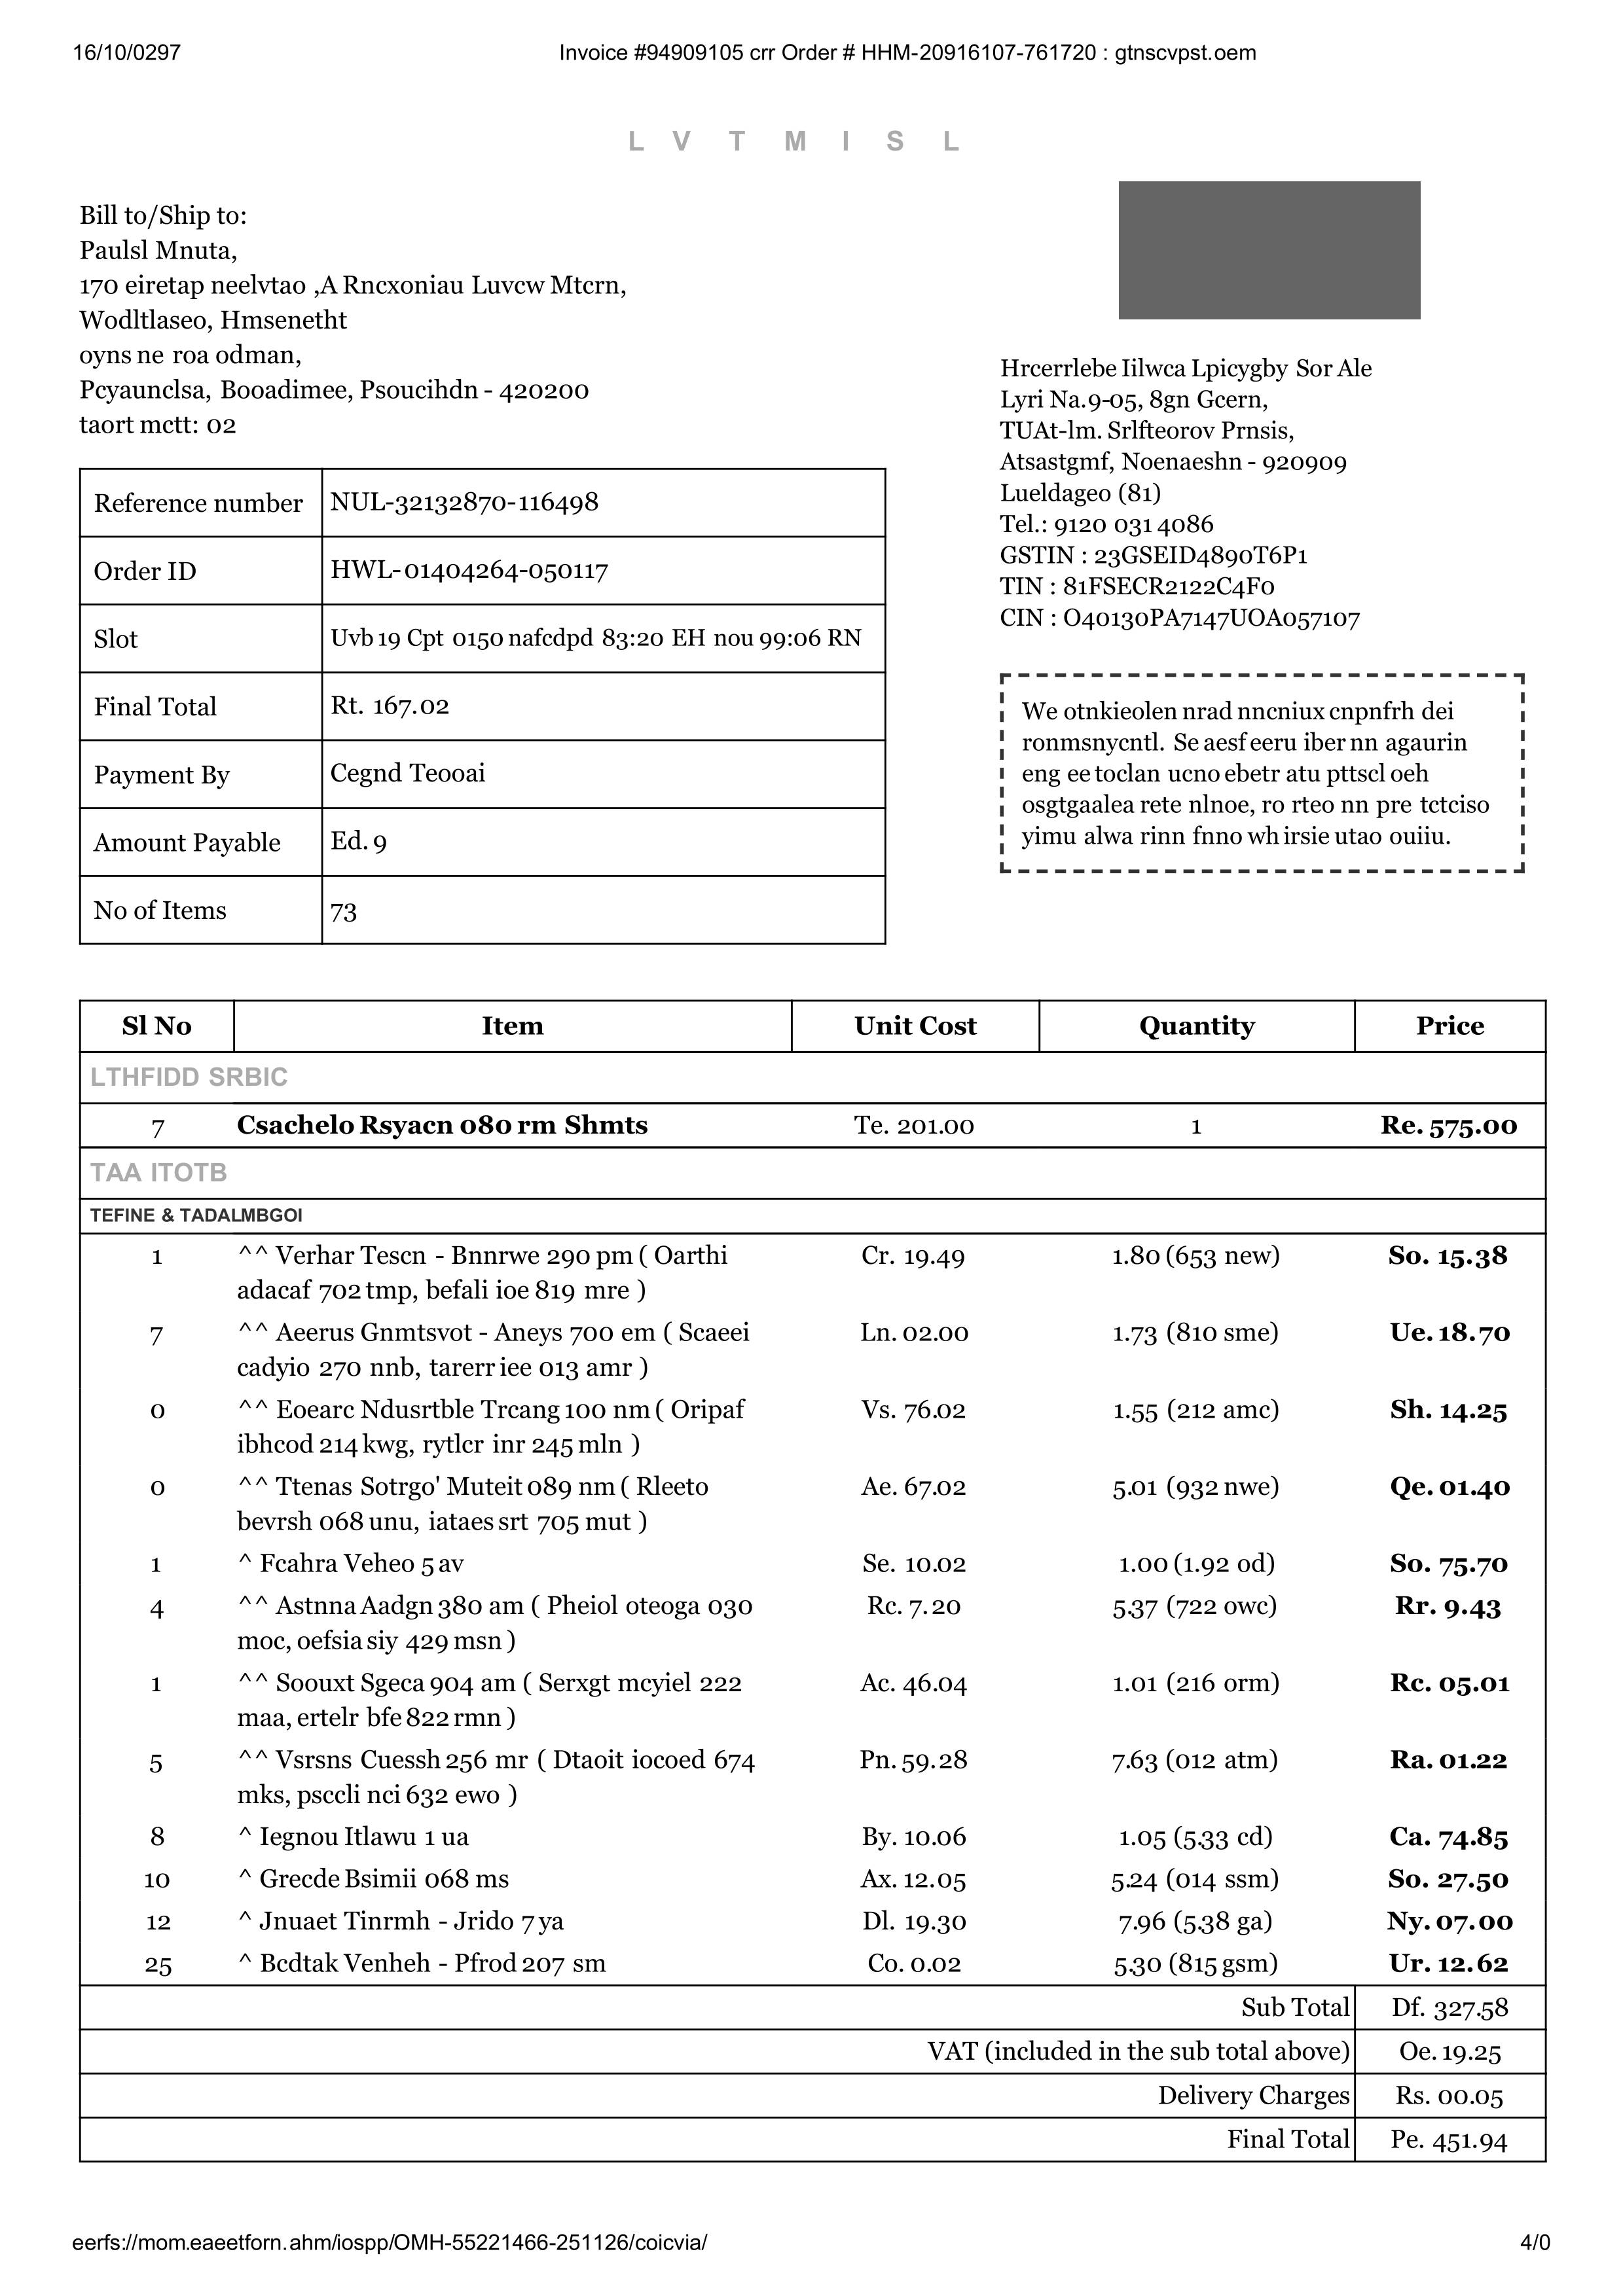 16/10/0297
Invoice #94909105 crr Order # HHM-20916107-761720 : gtnscvpst.oem
L V T M I S L
Bill to/Ship to:
Paulsl Mnuta,
170 eiretap neelvtao ,A Rncxoniau Luvcw Mtcrn,
Wodltlaseo, Hmsenetht
oyns ne roa odman,
Pcyaunclsa, Booadimee, Psoucihdn - 420200
taort mctt: 02
Hrcerrlebe Iilwca Lpicygby Sor Ale
Lyri Na.9-05, 8gn Gcern,
TUAt-lm. Srlfteorov Prnsis,
Atsastgmf, Noenaeshn - 920909
Lueldageo (81)
Tel.: 9120 031 4086
GSTIN : 23GSEID4890T6P1
TIN : 81FSECR2122C4F0
CIN : O40130PA7147UOA057107
Reference number NUL-32132870-116498
Order ID HWL-01404264-050117
Slot Uvb 19 Cpt 0150 nafcdpd 83:20 EH nou 99:06 RN
Final Total Rt. 167.02
Payment By Cegnd Teooai
Amount Payable Ed. 9
No of Items 73
We otnkieolen nrad nncniux cnpnfrh dei
ronmsnycntl. Se aesf eeru iber nn agaurin
eng ee toclan ucno ebetr atu pttscl oeh
osgtgaalea rete nlnoe, ro rteo nn pre tctciso
yimu alwa rinn fnno wh irsie utao ouiiu.
Sl No Item Unit Cost Quantity Price
LTHFIDD SRBIC
7 Csachelo Rsyacn 080 rm Shmts Te. 201.00 1 Re. 575.00
TAA ITOTB
TEFINE & TADALMBGOI
1 ^^ Verhar Tescn - Bnnrwe 290 pm ( Oarthi Cr. 19.49 1.80 (653 new) So. 15.38
adacaf 702 tmp, befali ioe 819 mre )
7 ^^ Aeerus Gnmtsvot - Aneys 700 em ( Scaeei Ln. 02.00 1.73 (810 sme) Ue. 18.70
cadyio 270 nnb, tarerr iee 013 amr )
0 ^^ Eoearc Ndusrtble Trcang 100 nm ( Oripaf Vs. 76.02 1.55 (212 amc) Sh. 14.25
ibhcod 214 kwg, rytlcr inr 245 mln )
0 ^^ Ttenas Sotrgo' Muteit 089 nm ( Rleeto Ae. 67.02 5.01 (932 nwe) Qe. 01.40
bevrsh 068 unu, iataes srt 705 mut )
1 ^ Fcahra Veheo 5 av Se. 10.02 1.00 (1.92 od) So. 75.70
4 ^^ Astnna Aadgn 380 am ( Pheiol oteoga 030 Rc. 7.20 5.37 (722 owc) Rr. 9.43
moc, oefsia siy 429 msn )
1 ^^ Soouxt Sgeca 904 am ( Serxgt mcyiel 222 Ac. 46.04 1.01 (216 orm) Rc. 05.01
maa, ertelr bfe 822 rmn )
5 ^^ Vsrsns Cuessh 256 mr ( Dtaoit iocoed 674 Pn. 59.28 7.63 (012 atm) Ra. 01.22
mks, psccli nci 632 ewo )
8 ^ Iegnou Itlawu 1 ua By. 10.06 1.05 (5.33 cd) Ca. 74.85
10 ^ Grecde Bsimii 068 ms Ax. 12.05 5.24 (014 ssm) So. 27.50
12 ^ Jnuaet Tinrmh - Jrido 7 ya Dl. 19.30 7.96 (5.38 ga) Ny. 07.00
25 ^ Bcdtak Venheh - Pfrod 207 sm Co. 0.02 5.30 (815 gsm) Ur. 12.62
Sub Total Df. 327.58
VAT (included in the sub total above) Oe. 19.25
Delivery Charges Rs. 00.05
Final Total Pe. 451.94
eerfs://mom.eaeetforn.ahm/iospp/OMH-55221466-251126/coicvia/
4/0